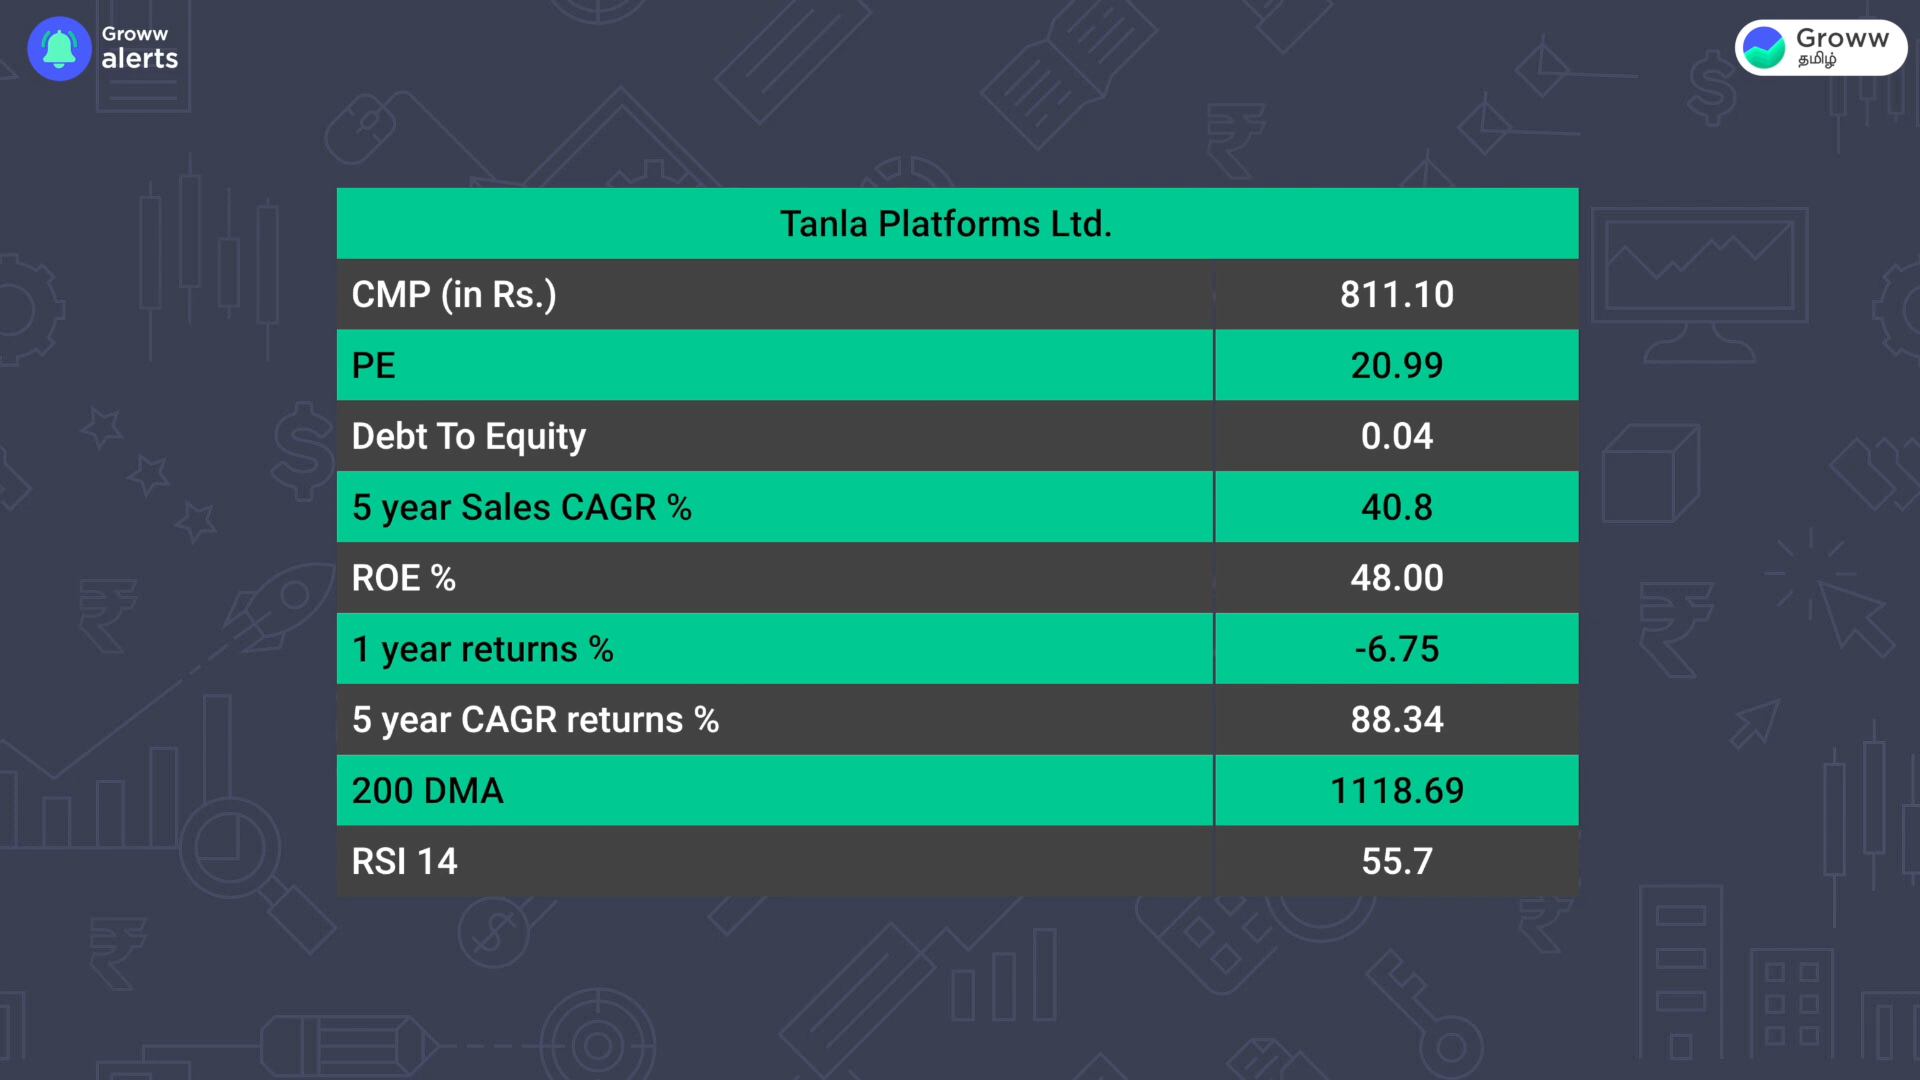 Groww
alerts
Groww
தமிழ்
Tanla Platforms Ltd.
CMP (in Rs.) 811.10
PE 20.99
Debt To Equity 0.04
5 year Sales CAGR % 40.8
ROE % 48.00
1 year returns % -6.75
5 year CAGR returns % 88.34
200 DMA 1118.69
RSI 14 55.7